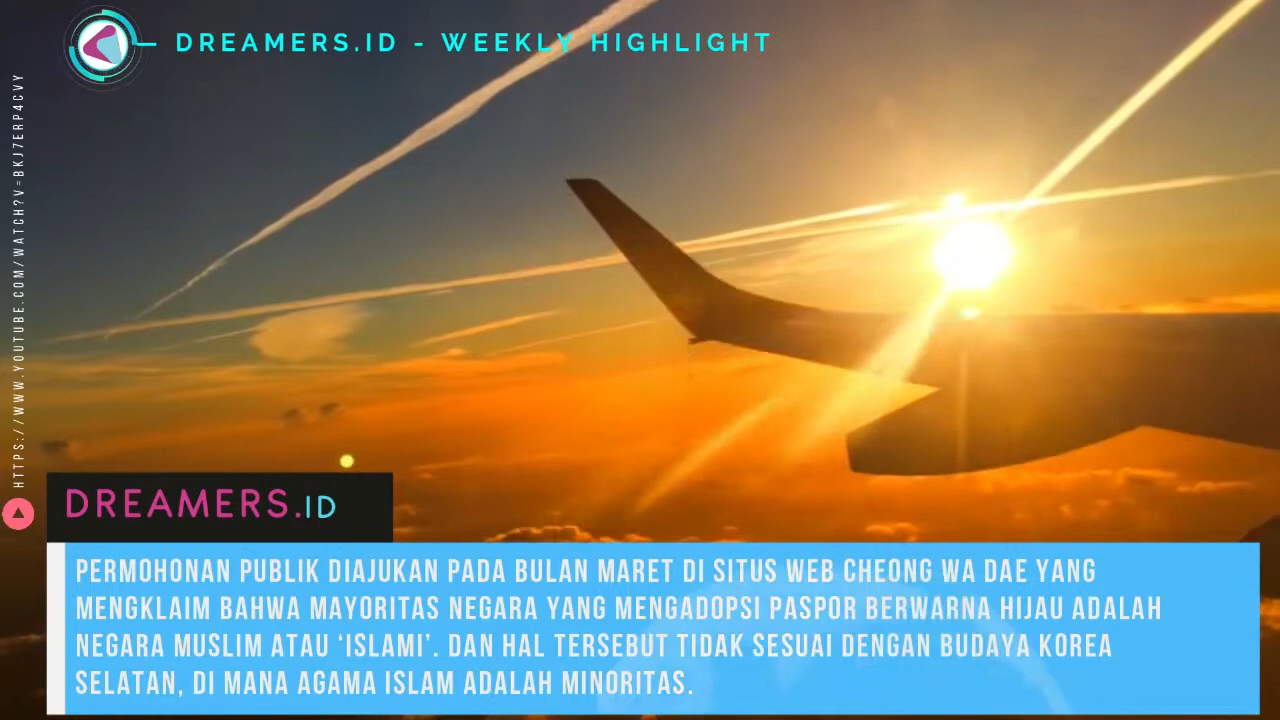 DREAMERS.ID - WEEKLY HIGHLIGHT
HTTPS://WWW.YOUTUBE.COM/WATCH?V=BKJ7ERP4CVY
DREAMERS.ID
PERMOHONAN PUBLIK DIAJUKAN PADA BULAN MARET DI SITUS WEB CHEONG WA DAE YANG
MENGKLAIM BAHWA MAYORITAS NEGARA YANG MENGADOPSI PASPOR BERWARNA HIJAU ADALAH
NEGARA MUSLIM ATAU ‘ISLAMI’. DAN HAL TERSEBUT TIDAK SESUAI DENGAN BUDAYA KOREA
SELATAN, DI MANA AGAMA ISLAM ADALAH MINORITAS.